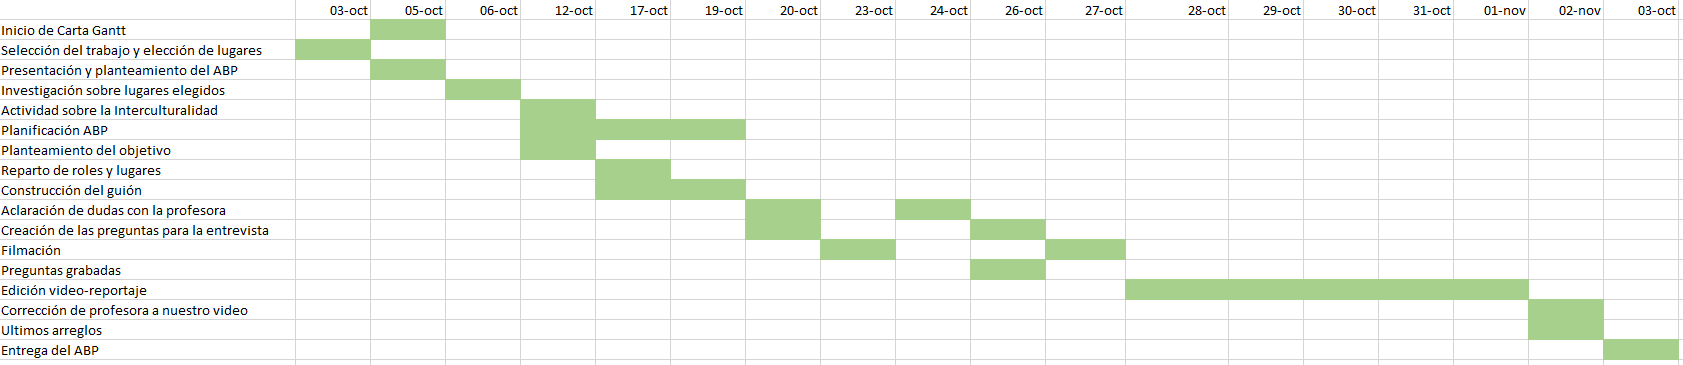 03-oct 05-oct 06-oct 12-oct 17-oct 19-oct 20-oct 23-oct 24-oct 26-oct 27-oct 28-oct 29-oct 30-oct 31-oct 01-nov 02-nov 03-oct
Inicio de Carta Gantt
Selección del trabajo y elección de lugares
Presentación y planteamiento del ABP
Investigación sobre lugares elegidos
Actividad sobre la Interculturalidad
Planificación ABP
Planteamiento del objetivo
Reparto de roles y lugares
Construcción del guión
Aclaración de dudas con la profesora
Creación de las preguntas para la entrevista
Filmación
Preguntas grabadas
Edición video-reportaje
Corrección de profesora a nuestro video
Ultimos arreglos
Entrega del ABP